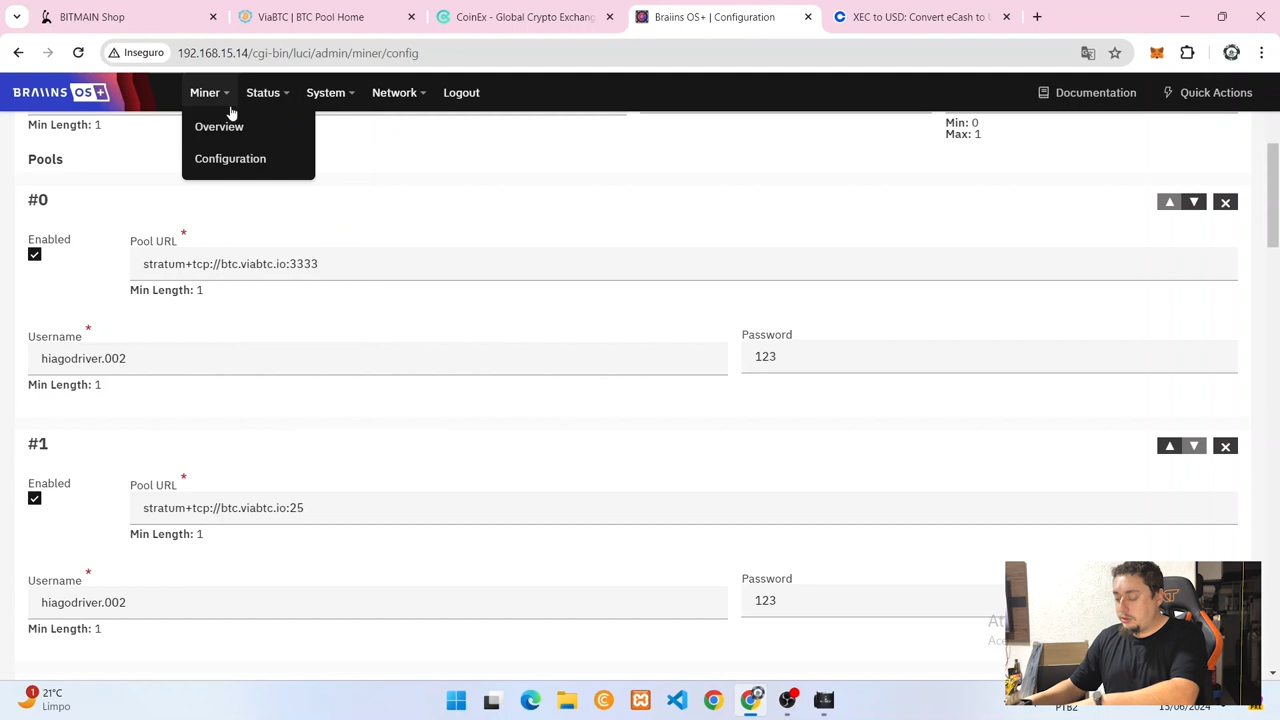 BITMAIN Shop
ViaBTC | BTC Pool Home
CoinEx - Global Crypto Exchang
Braiins OS+ | Configuration
XEC to USD: Convert eCash to U
Inseguro
192.168.15.14/cgi-bin/luci/admin/miner/config
BRAIINS OS+
Miner
Status
System
Network
Logout
Documentation
Quick Actions
Overview
Configuration
Min Length: 1
Min: 0
Max: 1
Pools
#0
Enabled
Pool URL *
stratum+tcp://btc.viabtc.io:3333
Min Length: 1
Username *
hiagodriver.002
Min Length: 1
Password
123
#1
Enabled
Pool URL *
stratum+tcp://btc.viabtc.io:25
Min Length: 1
Username *
hiagodriver.002
Min Length: 1
Password
123
1
21°C
Limpo
PTB2
15/06/2024